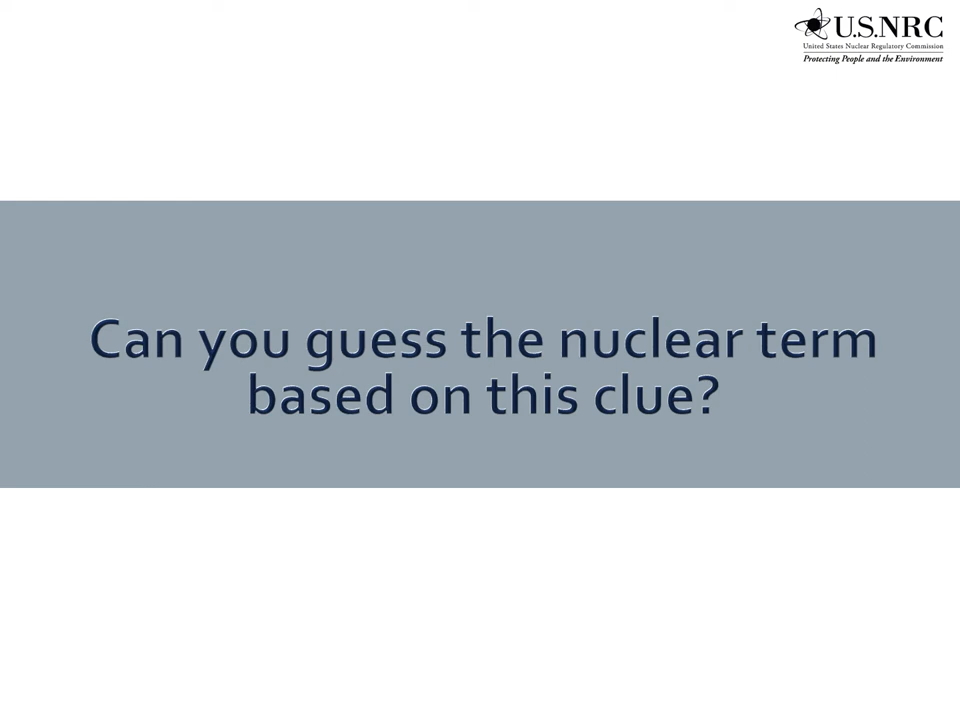 U.S.NRC
United States Nuclear Regulatory Commission
Protecting People and the Environment
Can you guess the nuclear term
based on this clue?